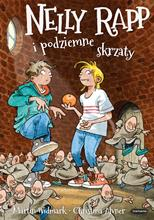 NELLY RAPP
i podziemne
skrzaty
Martin Widmark Christina Alvner